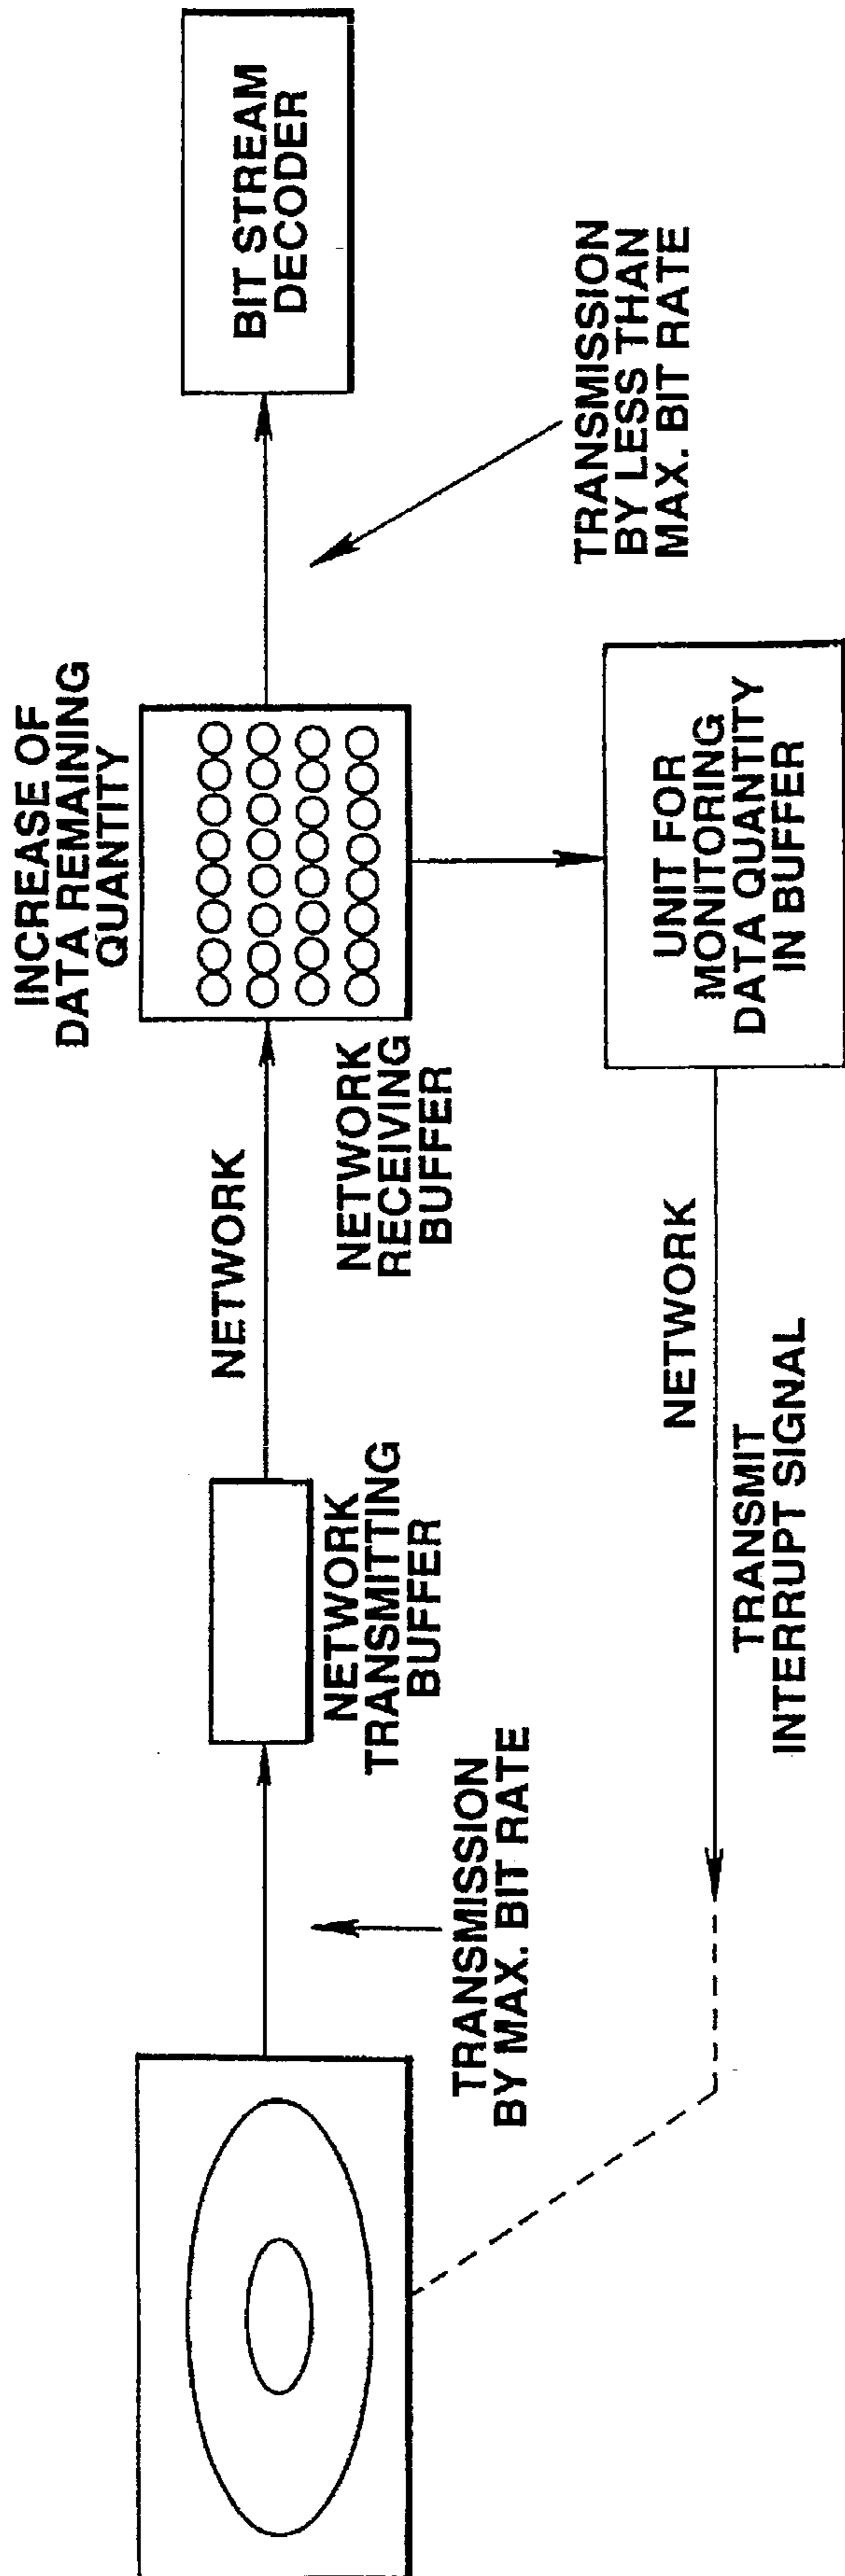 INCREASE OF
DATA REMAINING
QUANTITY
BIT STREAM
DECODER
NETWORK
NETWORK
TRANSMITTING
BUFFER
NETWORK
RECEIVING
BUFFER
TRANSMISSION
BY MAX. BIT RATE
TRANSMISSION
BY LESS THAN
MAX. BIT RATE
UNIT FOR
MONITORING
DATA QUANTITY
IN BUFFER
NETWORK
TRANSMIT
INTERRUPT SIGNAL